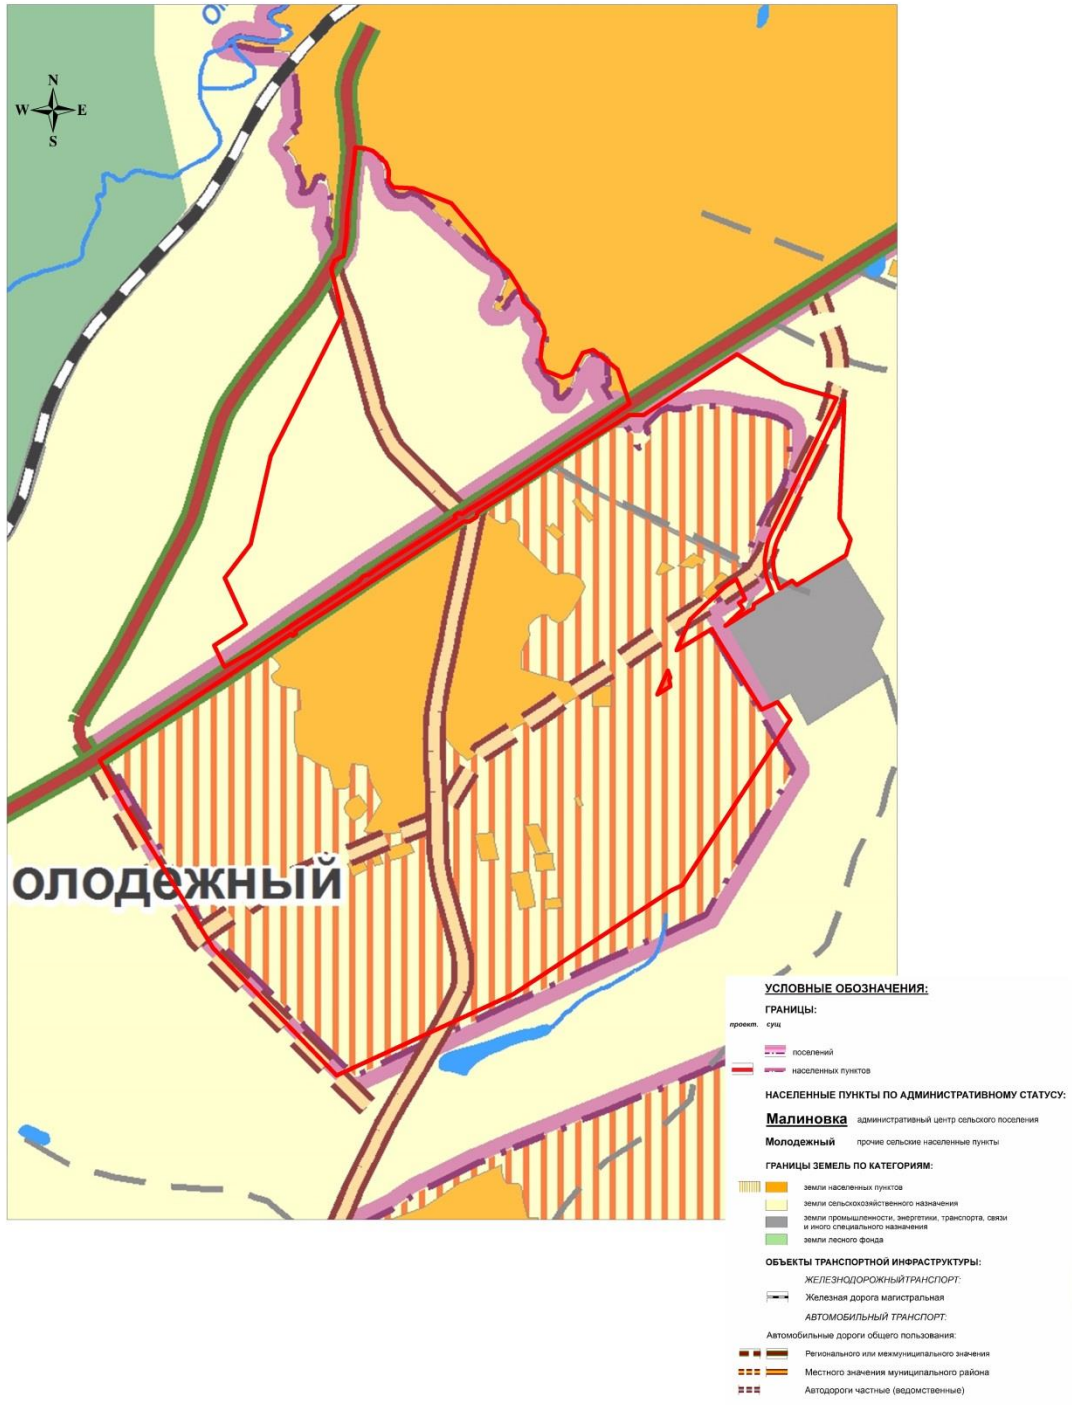 N
W E
S
олодежный
УСЛОВНЫЕ ОБОЗНАЧЕНИЯ:
ГРАНИЦЫ:
проект. сущ
поселений
населенных пунктов
НАСЕЛЕННЫЕ ПУНКТЫ ПО АДМИНИСТРАТИВНОМУ СТАТУСУ:
Малиновка административный центр сельского поселения
Молодежный прочие сельские населенные пункты
ГРАНИЦЫ ЗЕМЕЛЬ ПО КАТЕГОРИЯМ:
земли населенных пунктов
земли сельскохозяйственного назначения
земли промышленности, энергетики, транспорта, связи
и иного специального назначения
земли лесного фонда
ОБЪЕКТЫ ТРАНСПОРТНОЙ ИНФРАСТРУКТУРЫ:
ЖЕЛЕЗНОДОРОЖНЫЙТРАНСПОРТ:
Железная дорога магистральная
АВТОМОБИЛЬНЫЙ ТРАНСПОРТ:
Автомобильные дороги общего пользования:
Регионального или межмуниципального значения
Местного значения муниципального района
Автодороги частные (ведомственные)